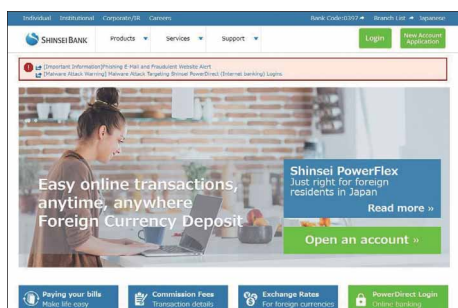 Individual Institutional Corporate/IR Careers Bank Code:0397 Branch List Japanese
SHINSEI BANK Products Services Support Login New Account Application
[Important Information]Phishing E-Mail and Fraudulent Website Alert
[Malware Attack Warning] Malware Attack Targeting Shinsei PowerDirect (Internet banking) Logins
Easy online transactions,
anytime, anywhere
Foreign Currency Deposit
Shinsei PowerFlex
Just right for foreign
residents in Japan
Read more »
Open an account »
Paying your bills
Make life easy
Commission Fees
Transaction details
Exchange Rates
For foreign currencies
PowerDirect Login
Online banking